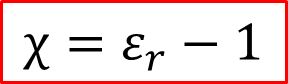 χ = εᵣ − 1